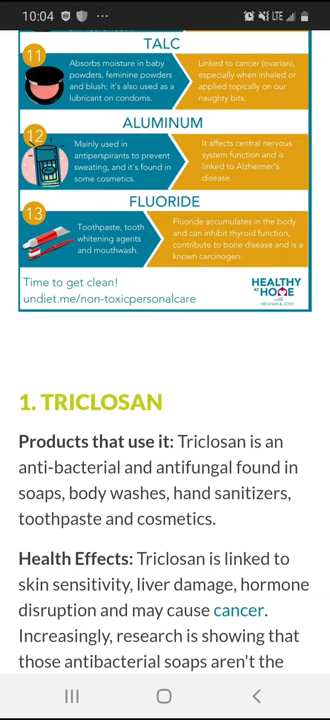 10:04
LTE
11
TALC
Absorbs moisture in baby
powders, feminine powders
and blush; it's also used as a
lubricant on condoms.
Linked to cancer (ovarian),
especially when inhaled or
applied topically on our
naughty bits.
12
ALUMINUM
Mainly used in
antiperspirants to prevent
sweating, and it's found in
some cosmetics.
It affects central nervous
system function and is
linked to Alzheimer's
disease.
13
FLUORIDE
Toothpaste, tooth
whitening agents
and mouthwash.
Fluoride accumulates in the body
and can inhibit thyroid function,
contribute to bone disease and is a
known carcinogen.
Time to get clean!
undiet.me/non-toxicpersonalcare
HEALTHY
AT HOME
with
MEGHAN & JOSH
1. TRICLOSAN
Products that use it: Triclosan is an
anti-bacterial and antifungal found in
soaps, body washes, hand sanitizers,
toothpaste and cosmetics.
Health Effects: Triclosan is linked to
skin sensitivity, liver damage, hormone
disruption and may cause cancer.
Increasingly, research is showing that
those antibacterial soaps aren't the